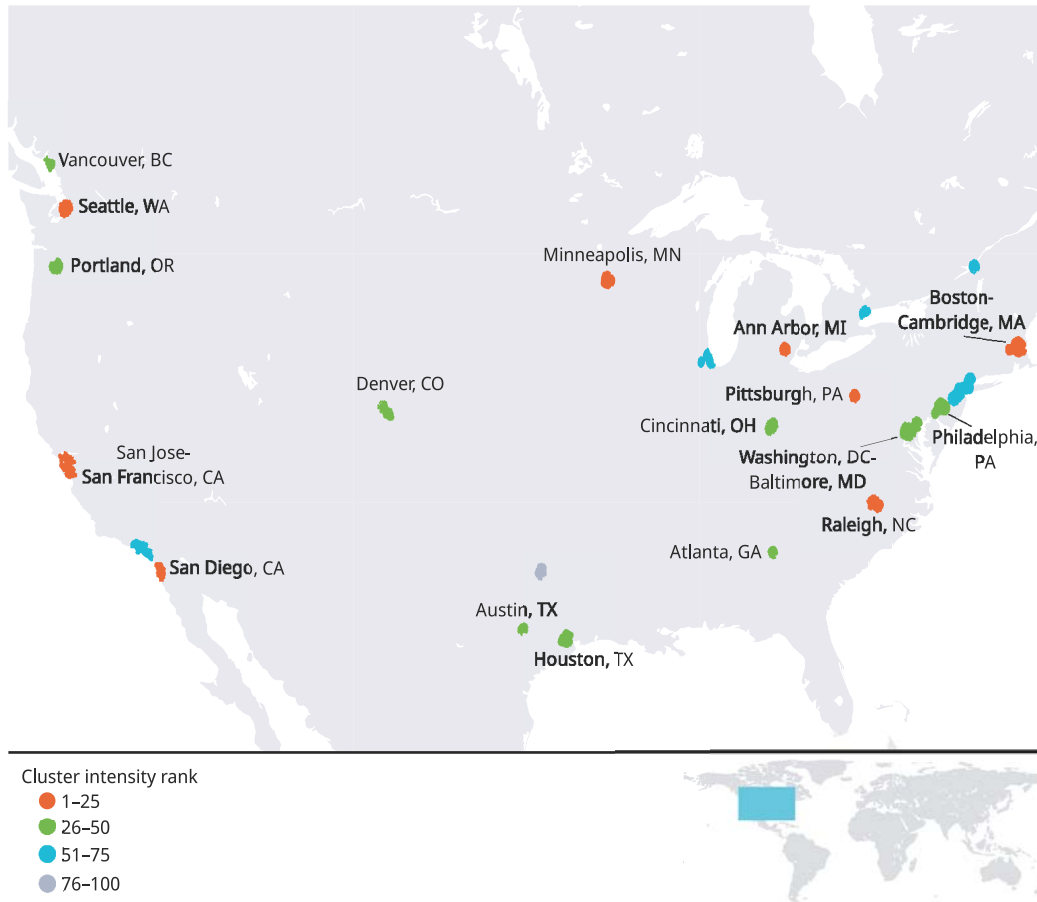 Vancouver, BC
Seattle, WA
Portland, OR
Minneapolis, MN
Boston-
Cambridge, MA
Ann Arbor, MI
Denver, CO
Pittsburgh, PA
Cincinnati, OH
Philadelphia,
PA
Washington, DC-
Baltimore, MD
San Jose-
San Francisco, CA
Raleigh, NC
Atlanta, GA
San Diego, CA
Austin, TX
Houston, TX
Cluster intensity rank
1–25
26–50
51–75
76–100